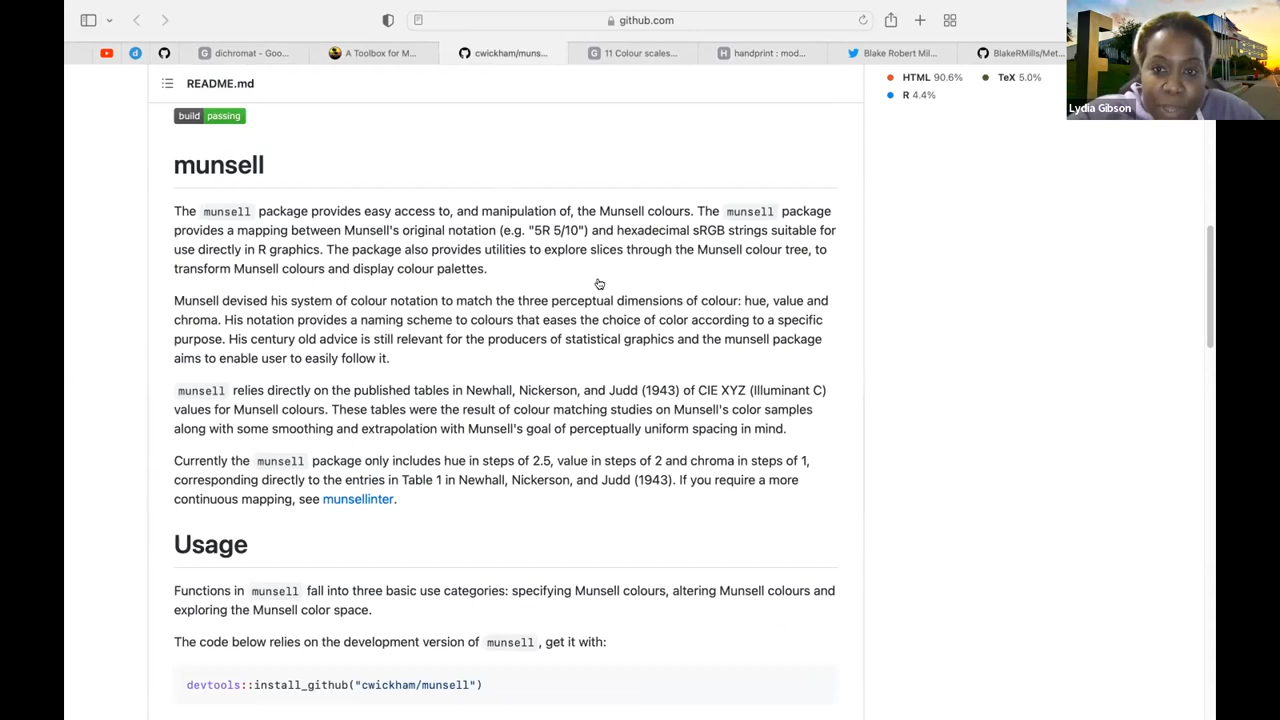 github.com
dichromat - Goo...
A Toolbox for M...
cwickham/muns...
11 Colour scales...
handprint : mod...
Blake Robert Mil...
BlakeRMills/Met...
Lydia Gibson
README.md
HTML 90.6% TeX 5.0%
R 4.4%
build passing
munsell
The munsell package provides easy access to, and manipulation of, the Munsell colours. The munsell package
provides a mapping between Munsell's original notation (e.g. "5R 5/10") and hexadecimal sRGB strings suitable for
use directly in R graphics. The package also provides utilities to explore slices through the Munsell colour tree, to
transform Munsell colours and display colour palettes.
Munsell devised his system of colour notation to match the three perceptual dimensions of colour: hue, value and
chroma. His notation provides a naming scheme to colours that eases the choice of color according to a specific
purpose. His century old advice is still relevant for the producers of statistical graphics and the munsell package
aims to enable user to easily follow it.
munsell relies directly on the published tables in Newhall, Nickerson, and Judd (1943) of CIE XYZ (Illuminant C)
values for Munsell colours. These tables were the result of colour matching studies on Munsell's color samples
along with some smoothing and extrapolation with Munsell's goal of perceptually uniform spacing in mind.
Currently the munsell package only includes hue in steps of 2.5, value in steps of 2 and chroma in steps of 1,
corresponding directly to the entries in Table 1 in Newhall, Nickerson, and Judd (1943). If you require a more
continuous mapping, see munsellinter.
Usage
Functions in munsell fall into three basic use categories: specifying Munsell colours, altering Munsell colours and
exploring the Munsell color space.
The code below relies on the development version of munsell , get it with:
devtools::install_github("cwickham/munsell")